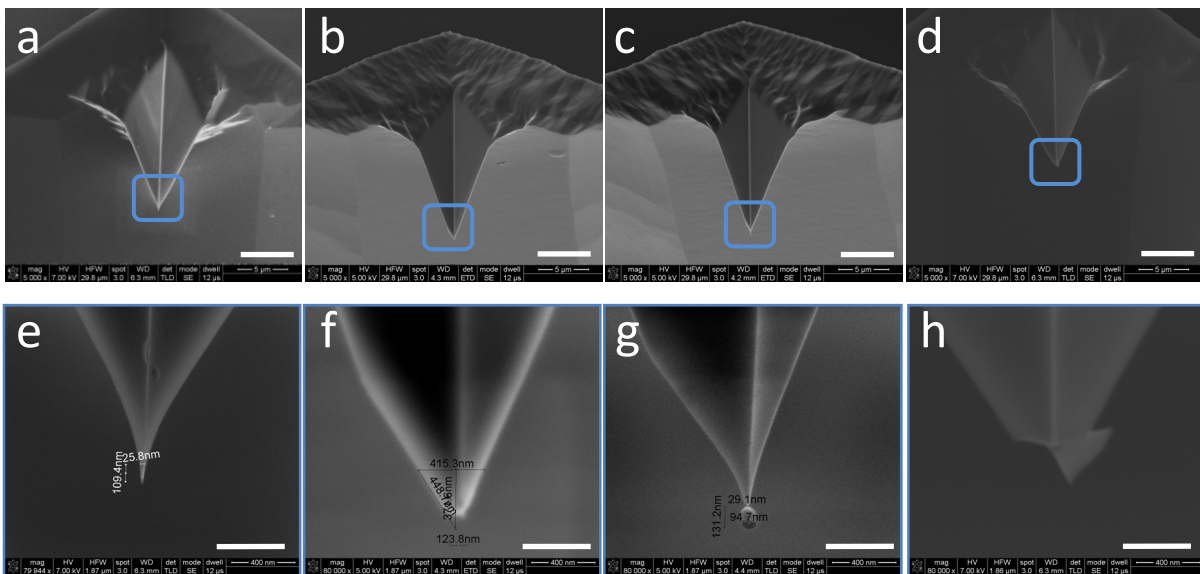 a
b
c
d
mag HV HFW spot WD det mode dwell
5 000 x 7.00 kV 29.8 µm 3.0 6.3 mm TLD SE 12 µs
5 µm
mag HV HFW spot WD det mode dwell
5 000 x 5.00 kV 29.8 µm 3.0 4.3 mm ETD SE 12 µs
5 µm
mag HV HFW spot WD det mode dwell
5 000 x 5.00 kV 29.8 µm 3.0 4.2 mm ETD SE 12 µs
5 µm
mag HV HFW spot WD det mode dwell
5 000 x 7.00 kV 29.8 µm 3.0 6.3 mm TLD SE 12 µs
5 µm
e
25.8nm
109.4nm
f
415.3nm
123.8nm
g
29.1nm
94.7nm
131.2nm
h
mag HV HFW spot WD det mode dwell
79 944 x 7.00 kV 1.87 µm 3.0 6.3 mm TLD SE 12 µs
400 nm
mag HV HFW spot WD det mode dwell
80 000 x 5.00 kV 1.87 µm 3.0 4.3 mm ETD SE 12 µs
400 nm
mag HV HFW spot WD det mode dwell
80 000 x 5.00 kV 1.87 µm 3.0 4.4 mm TLD SE 12 µs
400 nm
mag HV HFW spot WD det mode dwell
80 000 x 7.00 kV 1.86 µm 3.0 6.3 mm TLD SE 12 µs
400 nm